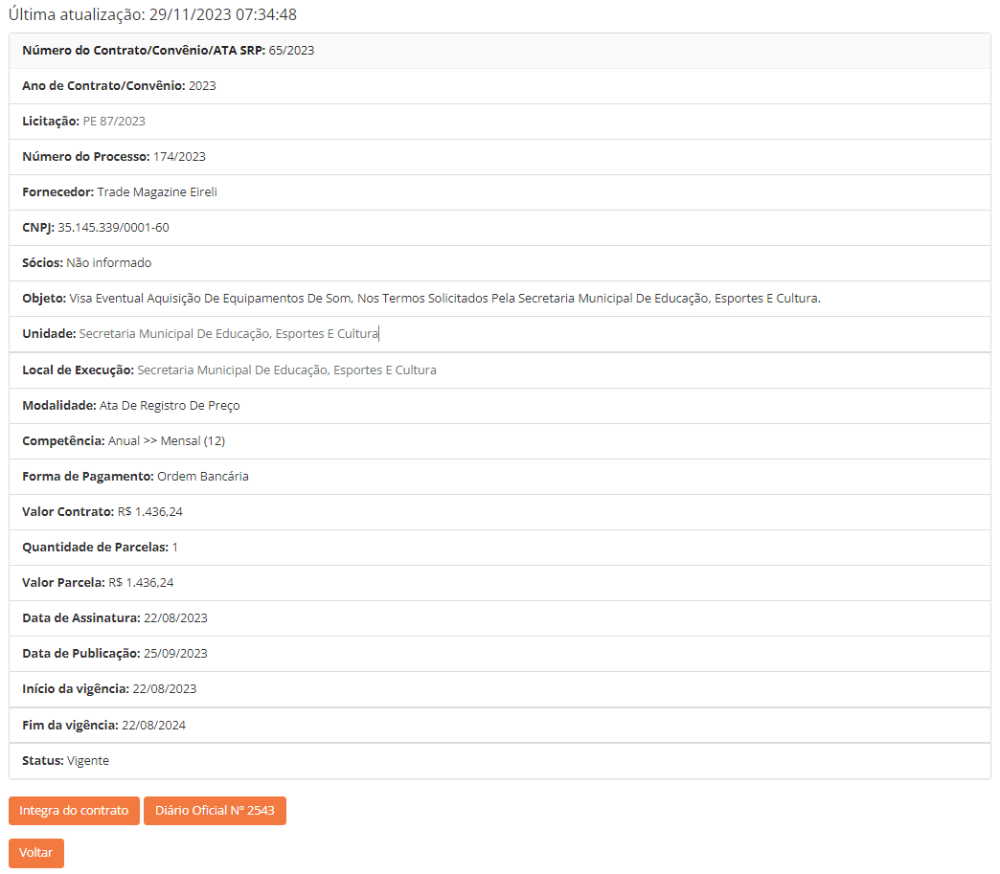 Última atualização: 29/11/2023 07:34:48
Número do Contrato/Convênio/ATA SRP: 65/2023
Ano de Contrato/Convênio: 2023
Licitação: PE 87/2023
Número do Processo: 174/2023
Fornecedor: Trade Magazine Eireli
CNPJ: 35.145.339/0001-60
Sócios: Não informado
Objeto: Visa Eventual Aquisição De Equipamentos De Som, Nos Termos Solicitados Pela Secretaria Municipal De Educação, Esportes E Cultura.
Unidade: Secretaria Municipal De Educação, Esportes E Cultura
Local de Execução: Secretaria Municipal De Educação, Esportes E Cultura
Modalidade: Ata De Registro De Preço
Competência: Anual >> Mensal (12)
Forma de Pagamento: Ordem Bancária
Valor Contrato: R$ 1.436,24
Quantidade de Parcelas: 1
Valor Parcela: R$ 1.436,24
Data de Assinatura: 22/08/2023
Data de Publicação: 25/09/2023
Início da vigência: 22/08/2023
Fim da vigência: 22/08/2024
Status: Vigente
Integra do contrato Diário Oficial Nº 2543
Voltar